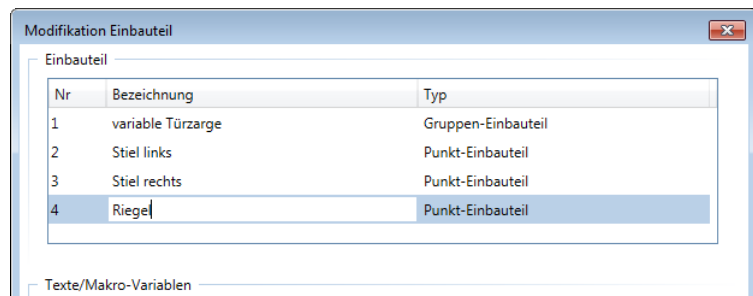 Modifikation Einbauteil
Einbauteil
Nr Bezeichnung Typ
1 variable Türzarge Gruppen-Einbauteil
2 Stiel links Punkt-Einbauteil
3 Stiel rechts Punkt-Einbauteil
4 Riegel Punkt-Einbauteil
Texte/Makro-Variablen